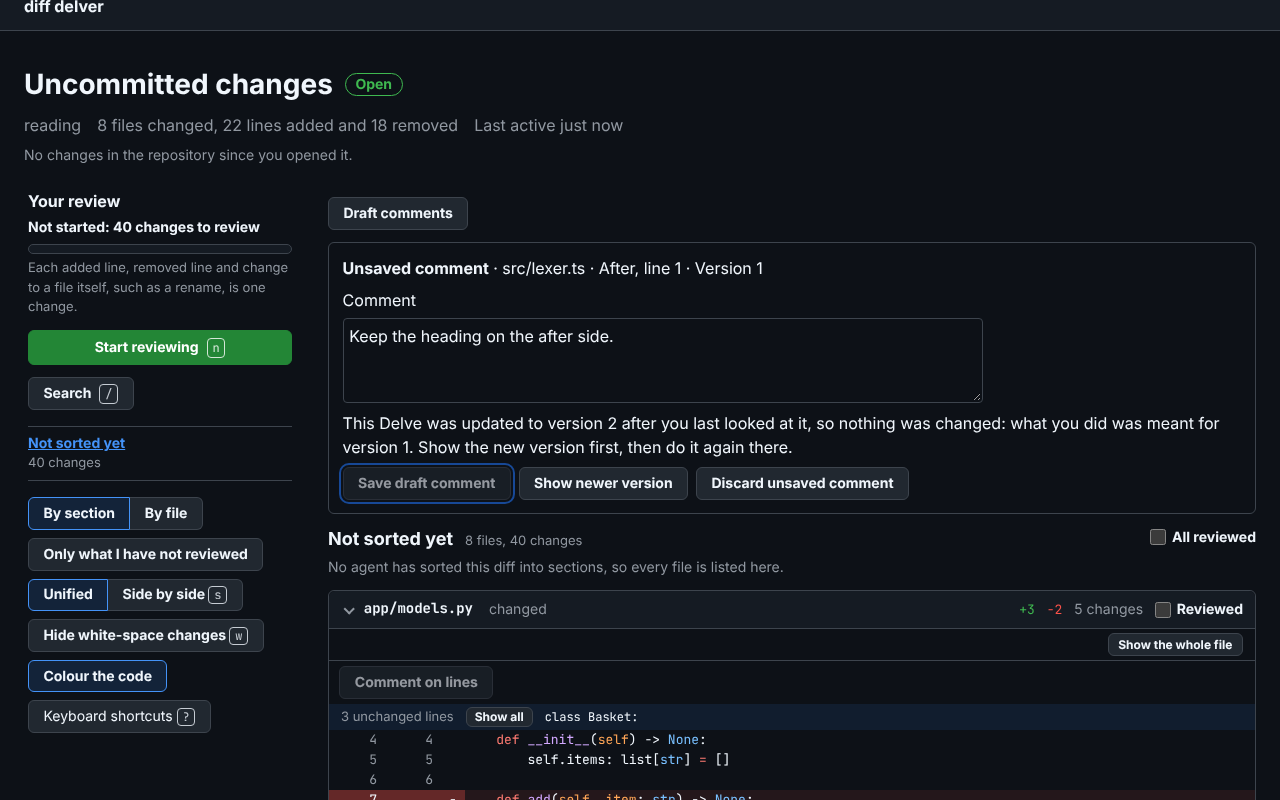 diff delver
Uncommitted changes Open
reading 8 files changed, 22 lines added and 18 removed Last active just now
No changes in the repository since you opened it.
Your review
Not started: 40 changes to review
Each added line, removed line and change
to a file itself, such as a rename, is one
change.
Start reviewing n
Search /
Not sorted yet
40 changes
By section By file
Only what I have not reviewed
Unified Side by side s
Hide white-space changes w
Colour the code
Keyboard shortcuts ?
Draft comments
Unsaved comment · src/lexer.ts · After, line 1 · Version 1
Comment
Keep the heading on the after side.
This Delve was updated to version 2 after you last looked at it, so nothing was changed: what you did was meant for
version 1. Show the new version first, then do it again there.
Save draft comment Show newer version Discard unsaved comment
Not sorted yet 8 files, 40 changes All reviewed
No agent has sorted this diff into sections, so every file is listed here.
app/models.py changed +3 -2 5 changes Reviewed
Show the whole file
Comment on lines
3 unchanged lines Show all class Basket:
4 4 def __init__(self) -> None:
5 5 self.items: list[str] = []
6 6
7 - def add(self, item: str) -> None: